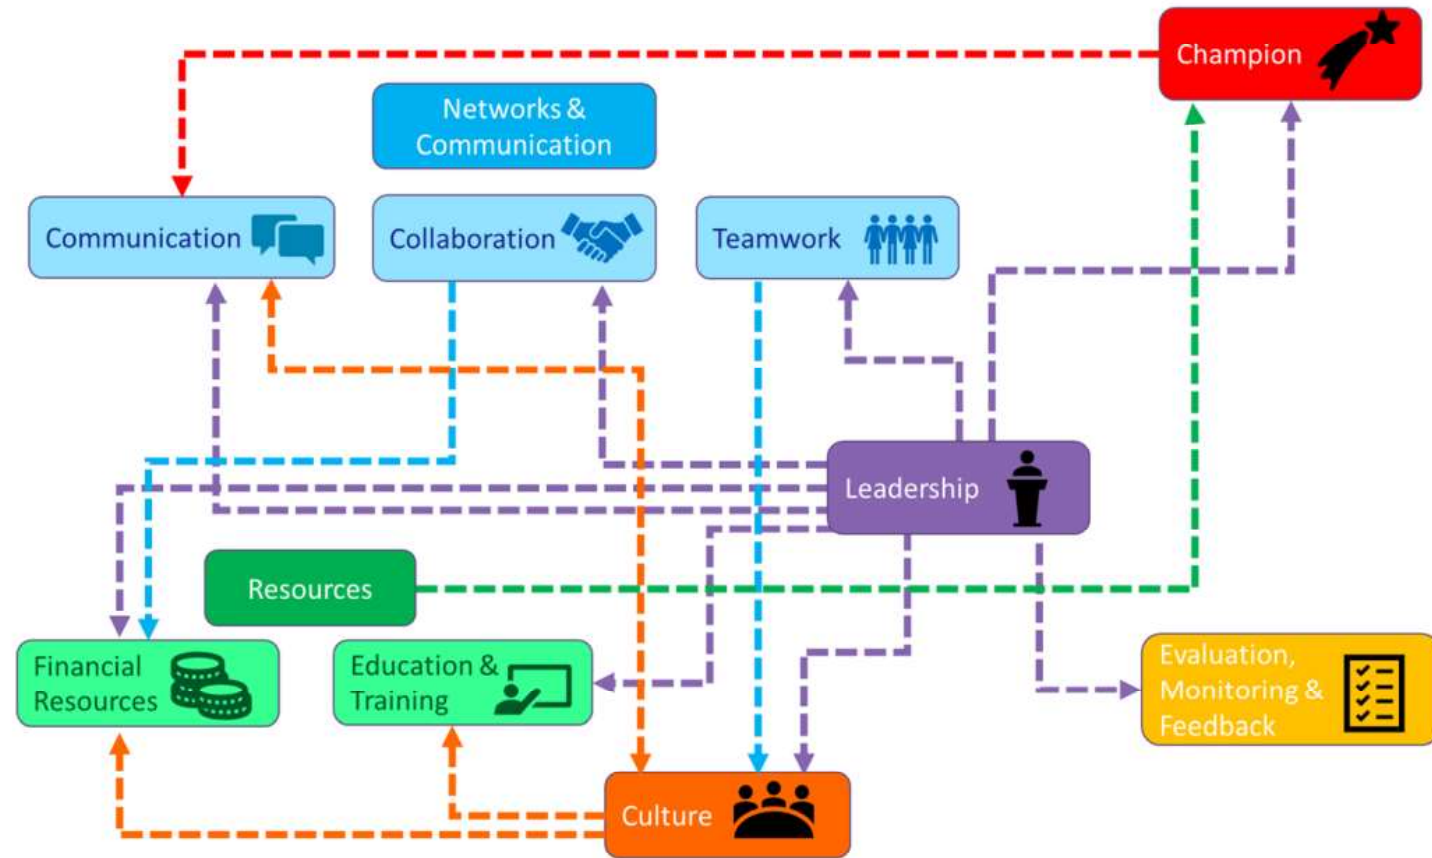 Champion
Networks &
Communication
Communication
Collaboration
Teamwork
Leadership
Resources
Financial
Resources
Education &
Training
Evaluation,
Monitoring &
Feedback
Culture